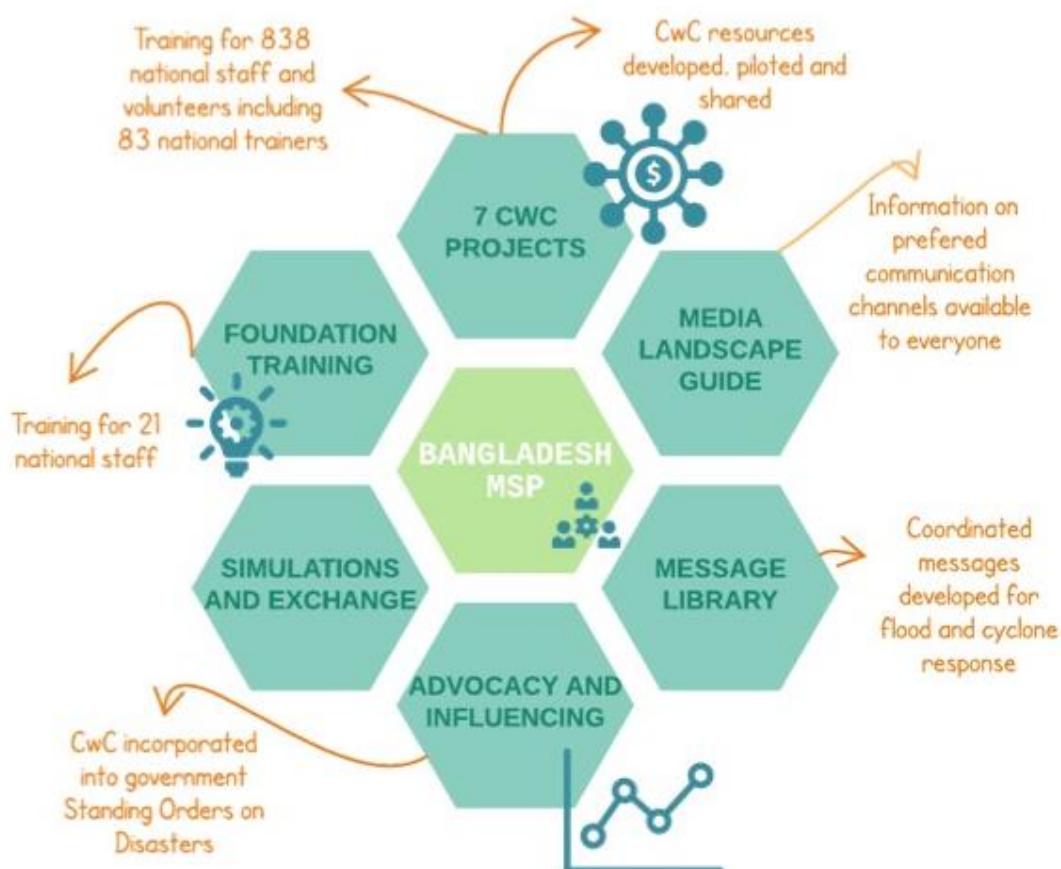 Training for 838
national staff and
volunteers including
83 national trainers
CwC resources
developed, piloted and
shared
7 CWC
PROJECTS
Information on
prefered
communication
channels available
to everyone
FOUNDATION
TRAINING
MEDIA
LANDSCAPE
GUIDE
Training for 21
national staff
BANGLADESH
MSP
SIMULATIONS
AND EXCHANGE
MESSAGE
LIBRARY
Coordinated
messages
developed for
flood and cyclone
response
ADVOCACY AND
INFLUENCING
CwC incorporated
into government
Standing Orders on
Disasters
$